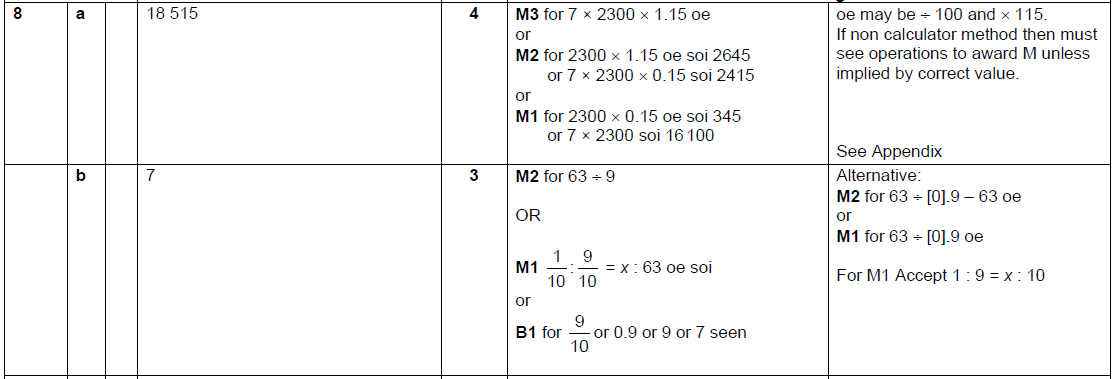 8 a 18 515 4 M3 for 7 × 2300 × 1.15 oe oe may be ÷ 100 and × 115.
or If non calculator method then must
M2 for 2300 × 1.15 oe soi 2645 see operations to award M unless
or 7 × 2300 × 0.15 soi 2415 implied by correct value.
or
M1 for 2300 × 0.15 oe soi 345
or 7 × 2300 soi 16 100
See Appendix
b 7 3 M2 for 63 ÷ 9 Alternative:
M2 for 63 ÷ [0].9 – 63 oe
OR or
M1 for 63 ÷ [0].9 oe
M1 1/10 : 9/10 = x : 63 oe soi
For M1 Accept 1 : 9 = x : 10
or
B1 for 9/10 or 0.9 or 9 or 7 seen